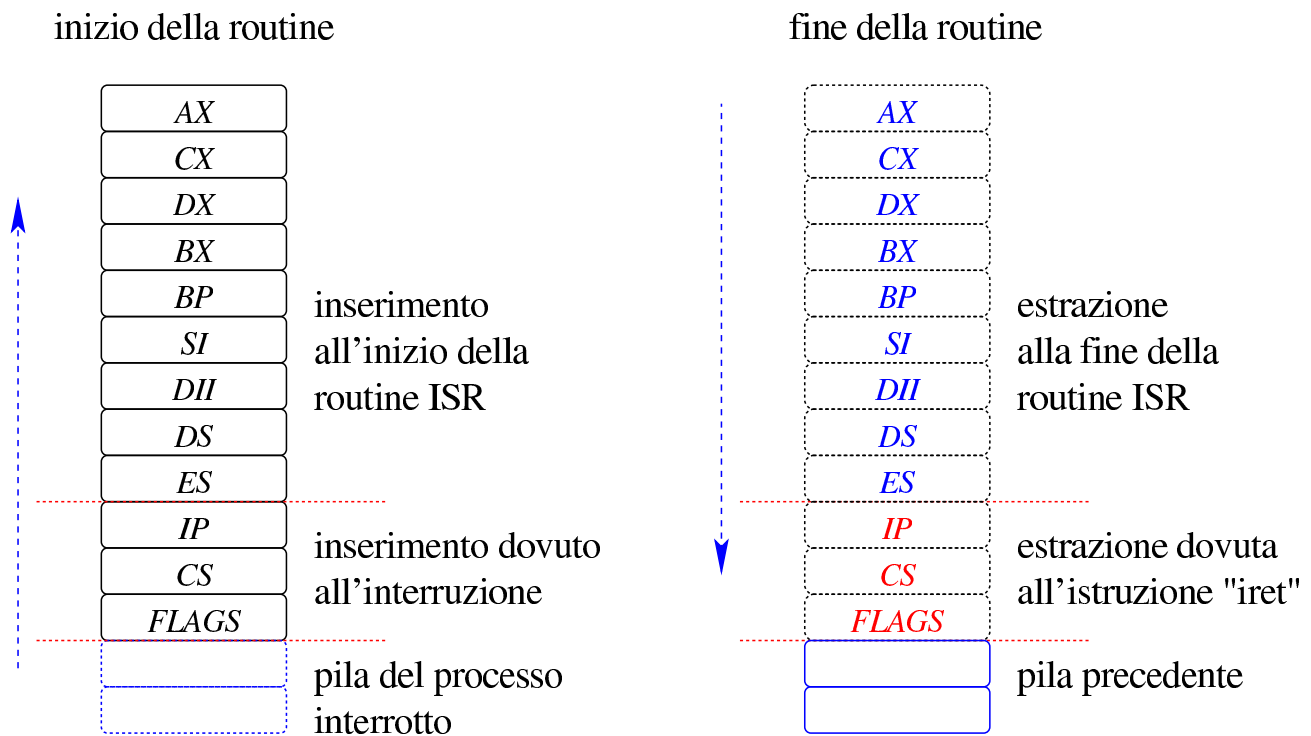 inizio della routine
AX
CX
DX
BX
BP
SI
DII
DS
ES
IP
CS
FLAGS
inserimento
all’inizio della
routine ISR
inserimento dovuto
all’interruzione
pila del processo
interrotto
fine della routine
AX
CX
DX
BX
BP
SI
DII
DS
ES
IP
CS
FLAGS
estrazione
alla fine della
routine ISR
estrazione dovuta
all’istruzione "iret"
pila precedente